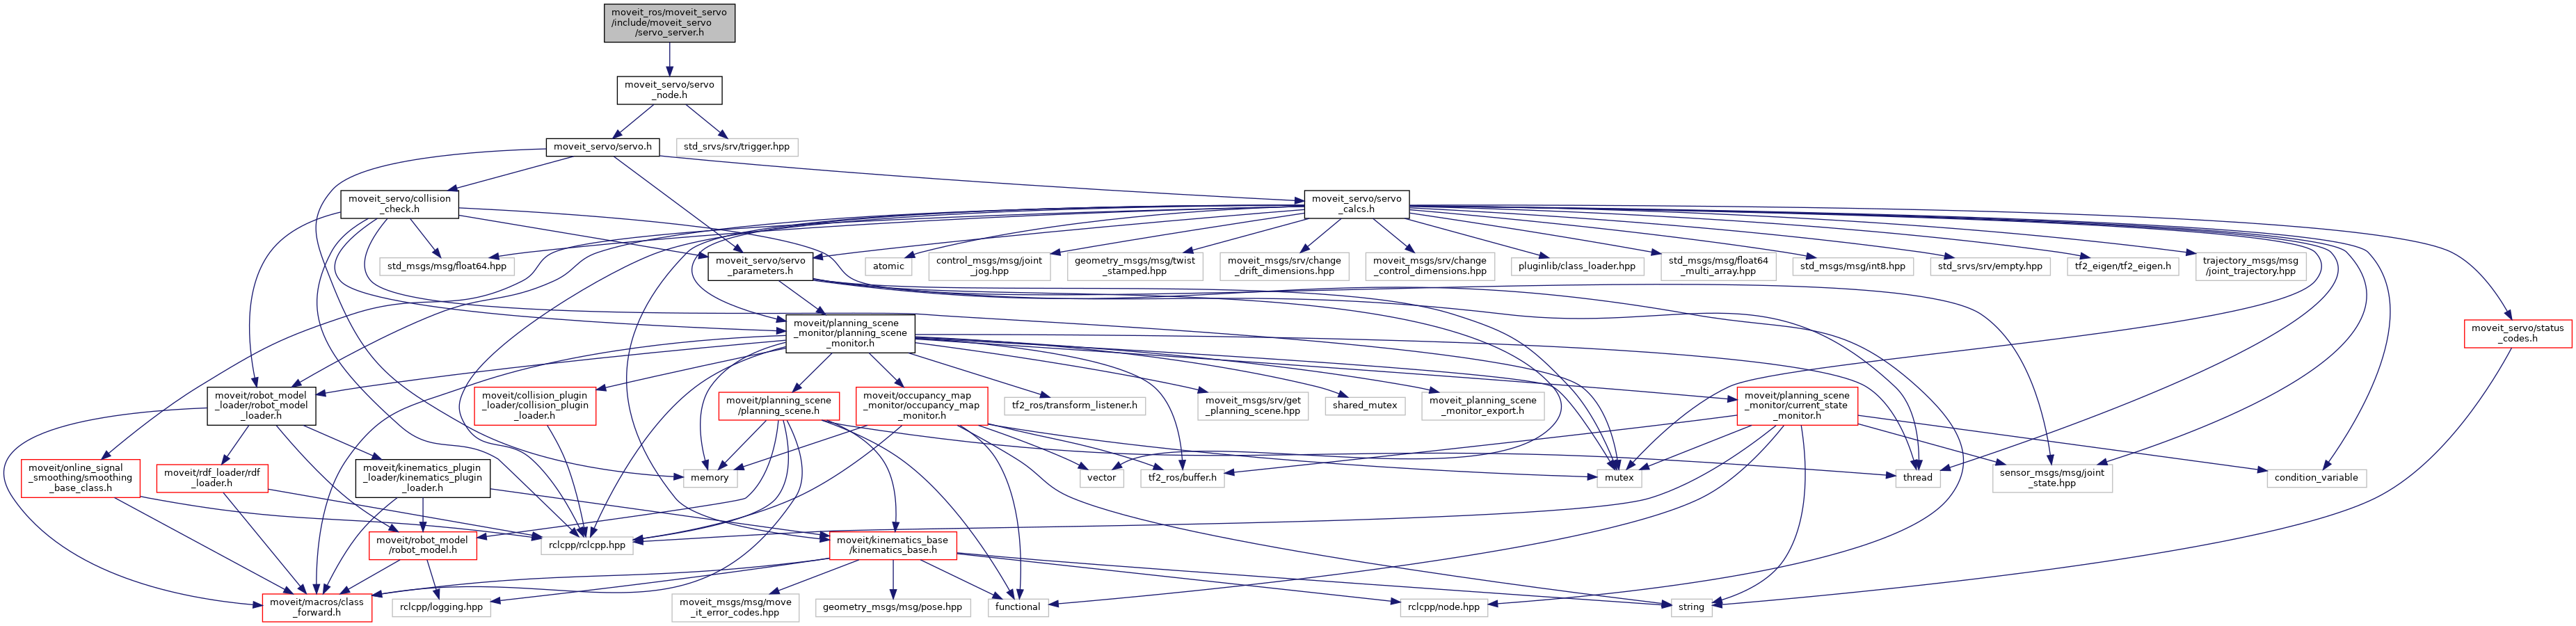 moveit_ros/moveit_servo
/include/moveit_servo
/servo_server.h
moveit_servo/servo
_node.h
moveit_servo/servo.h
std_srvs/srv/trigger.hpp
moveit_servo/collision
_check.h
moveit_servo/servo
_calcs.h
std_msgs/msg/float64.hpp
moveit_servo/servo
_parameters.h
atomic
control_msgs/msg/joint
_jog.hpp
geometry_msgs/msg/twist
_stamped.hpp
moveit_msgs/srv/change
_drift_dimensions.hpp
moveit_msgs/srv/change
_control_dimensions.hpp
pluginlib/class_loader.hpp
std_msgs/msg/float64
_multi_array.hpp
std_msgs/msg/int8.hpp
std_srvs/srv/empty.hpp
tf2_eigen/tf2_eigen.h
trajectory_msgs/msg
/joint_trajectory.hpp
moveit/planning_scene
_monitor/planning_scene
_monitor.h
moveit_servo/status
_codes.h
moveit/robot_model
_loader/robot_model
_loader.h
moveit/collision_plugin
_loader/collision_plugin
_loader.h
moveit/planning_scene
/planning_scene.h
moveit/occupancy_map
_monitor/occupancy_map
_monitor.h
tf2_ros/transform_listener.h
moveit_msgs/srv/get
_planning_scene.hpp
shared_mutex
moveit_planning_scene
_monitor_export.h
moveit/planning_scene
_monitor/current_state
_monitor.h
moveit/online_signal
_smoothing/smoothing
_base_class.h
moveit/rdf_loader/rdf
_loader.h
moveit/kinematics_plugin
_loader/kinematics_plugin
_loader.h
memory
vector
tf2_ros/buffer.h
mutex
thread
sensor_msgs/msg/joint
_state.hpp
condition_variable
moveit/robot_model
/robot_model.h
rclcpp/rclcpp.hpp
moveit/kinematics_base
/kinematics_base.h
moveit/macros/class
_forward.h
rclcpp/logging.hpp
moveit_msgs/msg/move
_it_error_codes.hpp
geometry_msgs/msg/pose.hpp
functional
rclcpp/node.hpp
string